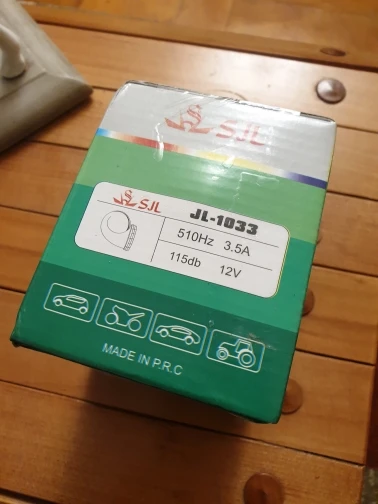 SJL
SJL JL-1033
510Hz 3.5A
115db 12V
MADE IN P.R.C